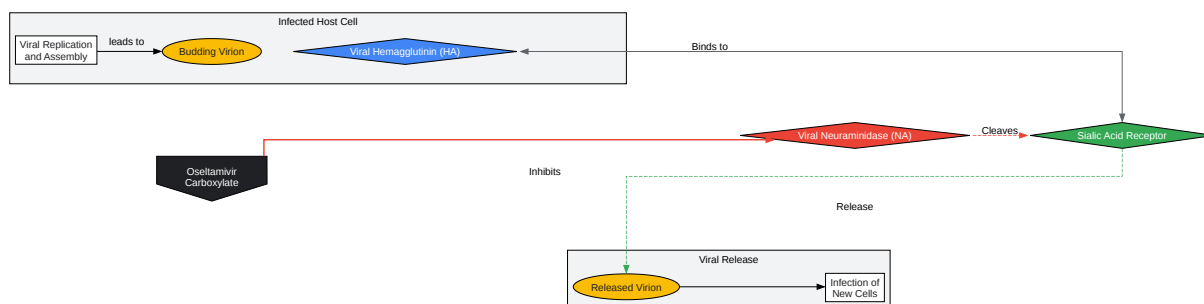 Infected Host Cell
Viral Replication
and Assembly
leads to
Budding Virion
Viral Hemagglutinin (HA)
Binds to
Viral Neuraminidase (NA)
Cleaves
Sialic Acid Receptor
Oseltamivir
Carboxylate
Inhibits
Release
Viral Release
Released Virion
Infection of
New Cells